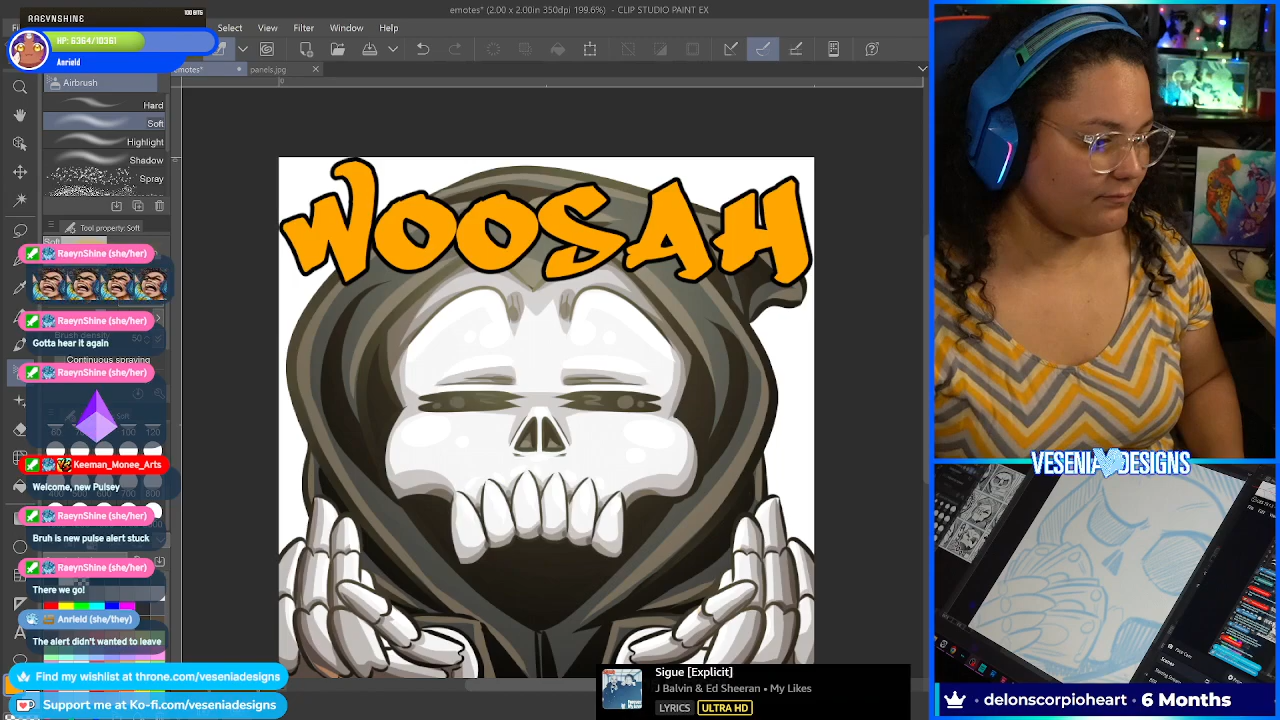 emotes* (2.00 x 2.00in 350dpi 199.6%) - CLIP STUDIO PAINT EX
RAEYNSHINE
100 BITS
Select
View
Filter
Window
Help
HP: 6364/10361
Anrield
emotes*
panels.jpg
Airbrush
Hard
Soft
Highlight
Shadow
Spray
Tool property: Soft
RaeynShine (she/her)
RaeynShine (she/her)
Gotta hear it again
Continuous spraying
RaeynShine (she/her)
Keeman_Monee_Arts
Welcome, new Pulsey
RaeynShine (she/her)
Bruh is new pulse alert stuck
RaeynShine (she/her)
There we go!
Anrield (she/they)
The alert didn't wanted to leave
Find my wishlist at throne.com/veseniadesigns
Support me at Ko-fi.com/veseniadesigns
WOOSAH
Sigue [Explicit]
J Balvin & Ed Sheeran • My Likes
LYRICS
ULTRA HD
VESENIA DESIGNS
delonscorpioheart • 6 Months